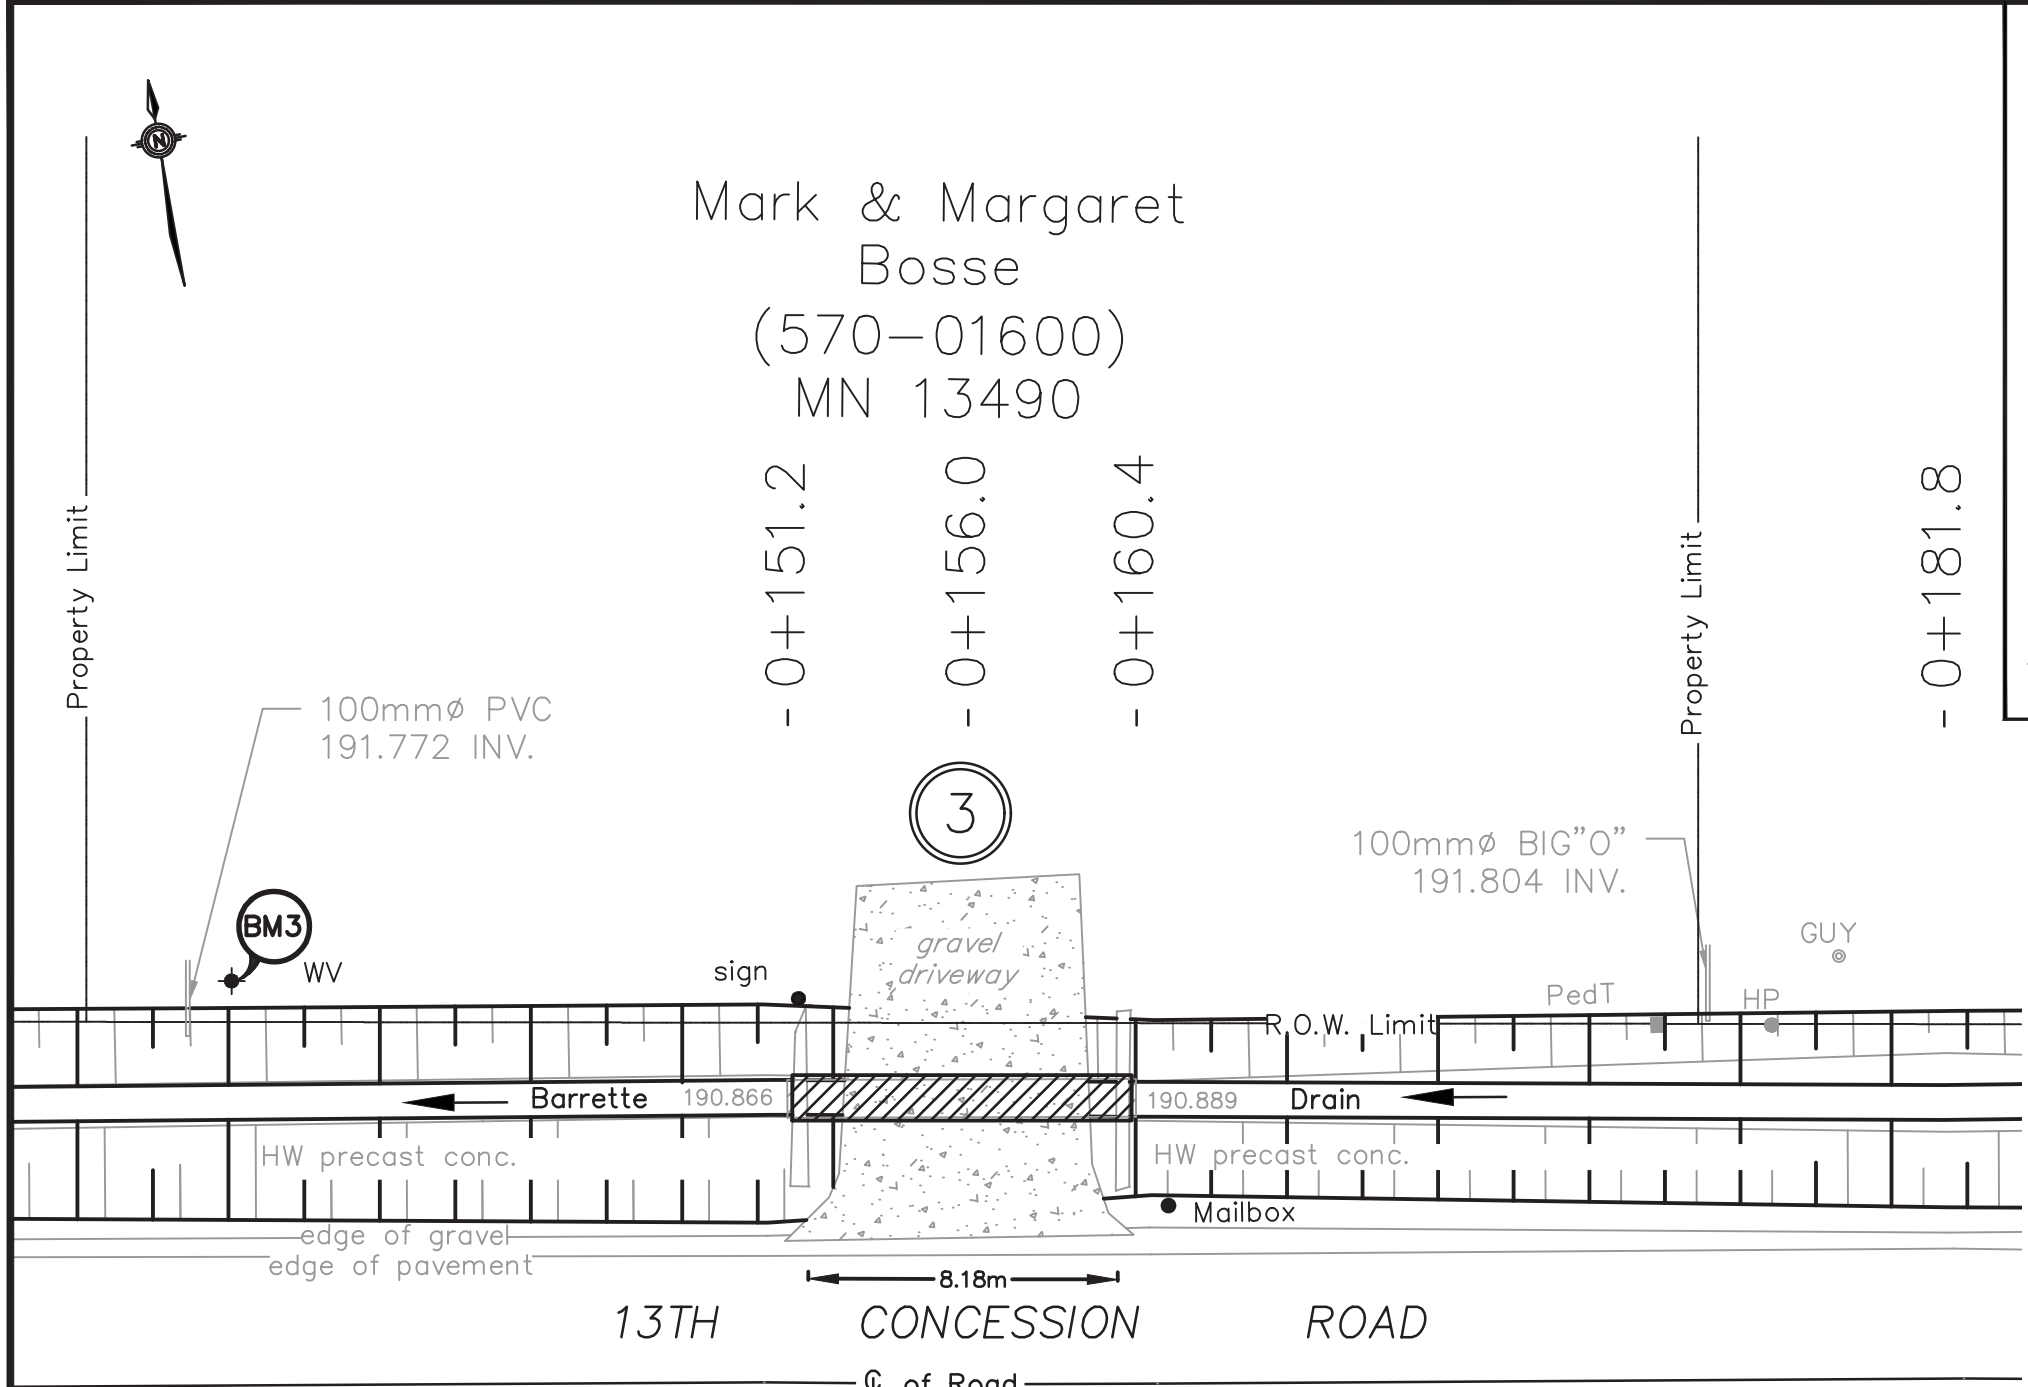 N
Mark & Margaret
Bosse
(570-01600)
MN 13490
- 0+151.2
- 0+156.0
- 0+160.4
- 0+181.8
Property Limit
Property Limit
100mmø PVC
191.772 INV.
3
100mmø BIG"O"
191.804 INV.
BM3
WV
sign
gravel
driveway
GUY
PedT
HP
R.O.W. Limit
Barrette
190.866
190.889
Drain
HW precast conc.
HW precast conc.
Mailbox
edge of gravel
edge of pavement
8.18m
13TH CONCESSION ROAD
℄ of Road